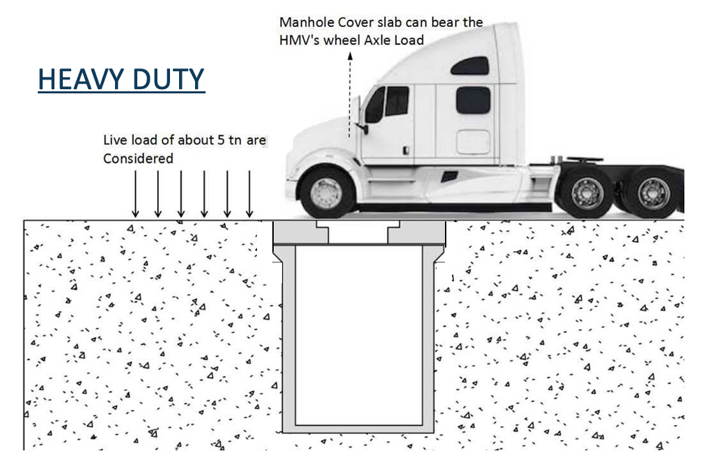 Manhole Cover slab can bear the
HMV's wheel Axle Load
HEAVY DUTY
Live load of about 5 tn are
Considered